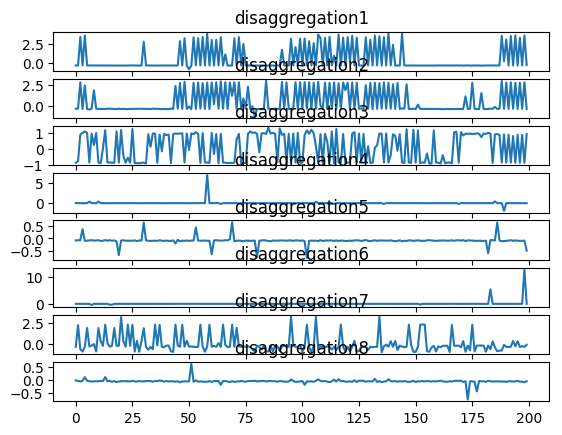 disaggregation1
2.5
0.0
disaggregation2
2.5
0.0
disaggregation3
1
0
−1
disaggregation4
5
0
disaggregation5
0.5
0.0
−0.5
disaggregation6
10
0
disaggregation7
2.5
0.0
disaggregation8
0.5
0.0
−0.5
0 25 50 75 100 125 150 175 200